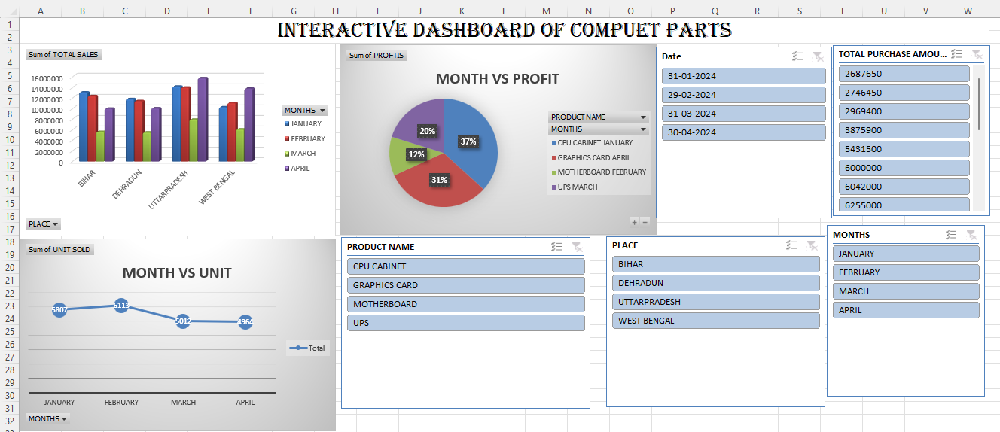 A B C D E F G H I J K L M N O P Q R S T U V W
1
2
3
4
5
6
7
8
9
10
11
12
13
14
15
16
17
18
19
20
21
22
23
24
25
26
27
28
29
30
31
32
INTERACTIVE DASHBOARD OF COMPUET PARTS
Sum of TOTAL SALES
16000000
14000000
12000000
10000000
8000000
6000000
4000000
2000000
0
BIHAR
DEHRADUN
UTTARPRADESH
WEST BENGAL
MONTHS
JANUARY
FEBRUARY
MARCH
APRIL
PLACE
Sum of PROFTIS
MONTH VS PROFIT
37%
31%
12%
20%
PRODUCT NAME
MONTHS
CPU CABINET JANUARY
GRAPHICS CARD APRIL
MOTHERBOARD FEBRUARY
UPS MARCH
+ −
Date
31-01-2024
29-02-2024
31-03-2024
30-04-2024
TOTAL PURCHASE AMOU...
2687650
2746450
2969400
3875900
5431500
6000000
6042000
6255000
Sum of UNIT SOLD
MONTH VS UNIT
5807
6113
5012
4964
JANUARY
FEBRUARY
MARCH
APRIL
Total
MONTHS
PRODUCT NAME
CPU CABINET
GRAPHICS CARD
MOTHERBOARD
UPS
PLACE
BIHAR
DEHRADUN
UTTARPRADESH
WEST BENGAL
MONTHS
JANUARY
FEBRUARY
MARCH
APRIL